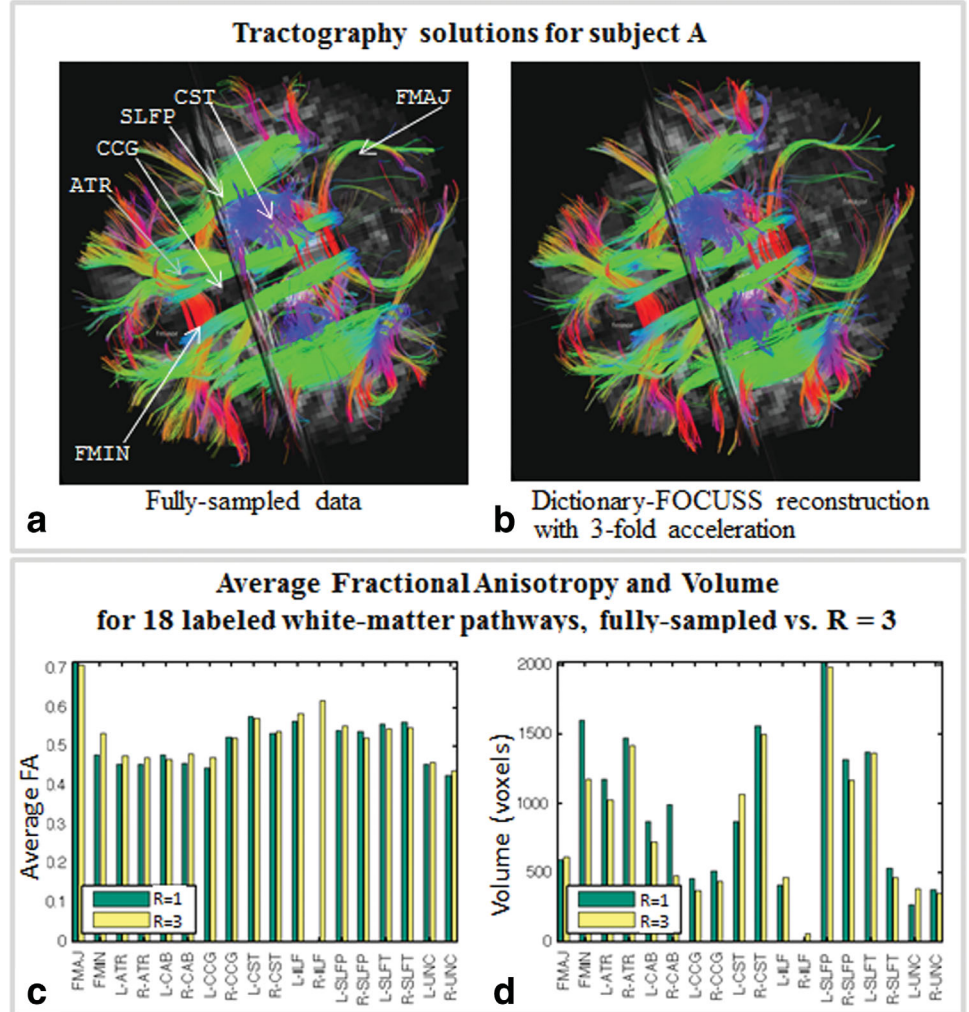 Tractography solutions for subject A
CST
FMAJ
SLFP
CCG
ATR
FMIN
a
Fully-sampled data
b
Dictionary-FOCUSS reconstruction
with 3-fold acceleration
Average Fractional Anisotropy and Volume
for 18 labeled white-matter pathways, fully-sampled vs. R = 3
Average FA
0.7
0.6
0.5
0.4
0.3
0.2
0.1
0
R=1
R=3
FMAJ
FMIN
L-ATR
R-ATR
L-CAB
R-CAB
L-CCG
R-CCG
L-CST
R-CST
L-ILF
R-ILF
L-SLFP
R-SLFP
L-SLFT
R-SLFT
L-UNC
R-UNC
c
Volume (voxels)
2000
1500
1000
500
0
R=1
R=3
FMAJ
FMIN
L-ATR
R-ATR
L-CAB
R-CAB
L-CCG
R-CCG
L-CST
R-CST
L-ILF
R-ILF
L-SLFP
R-SLFP
L-SLFT
R-SLFT
L-UNC
R-UNC
d